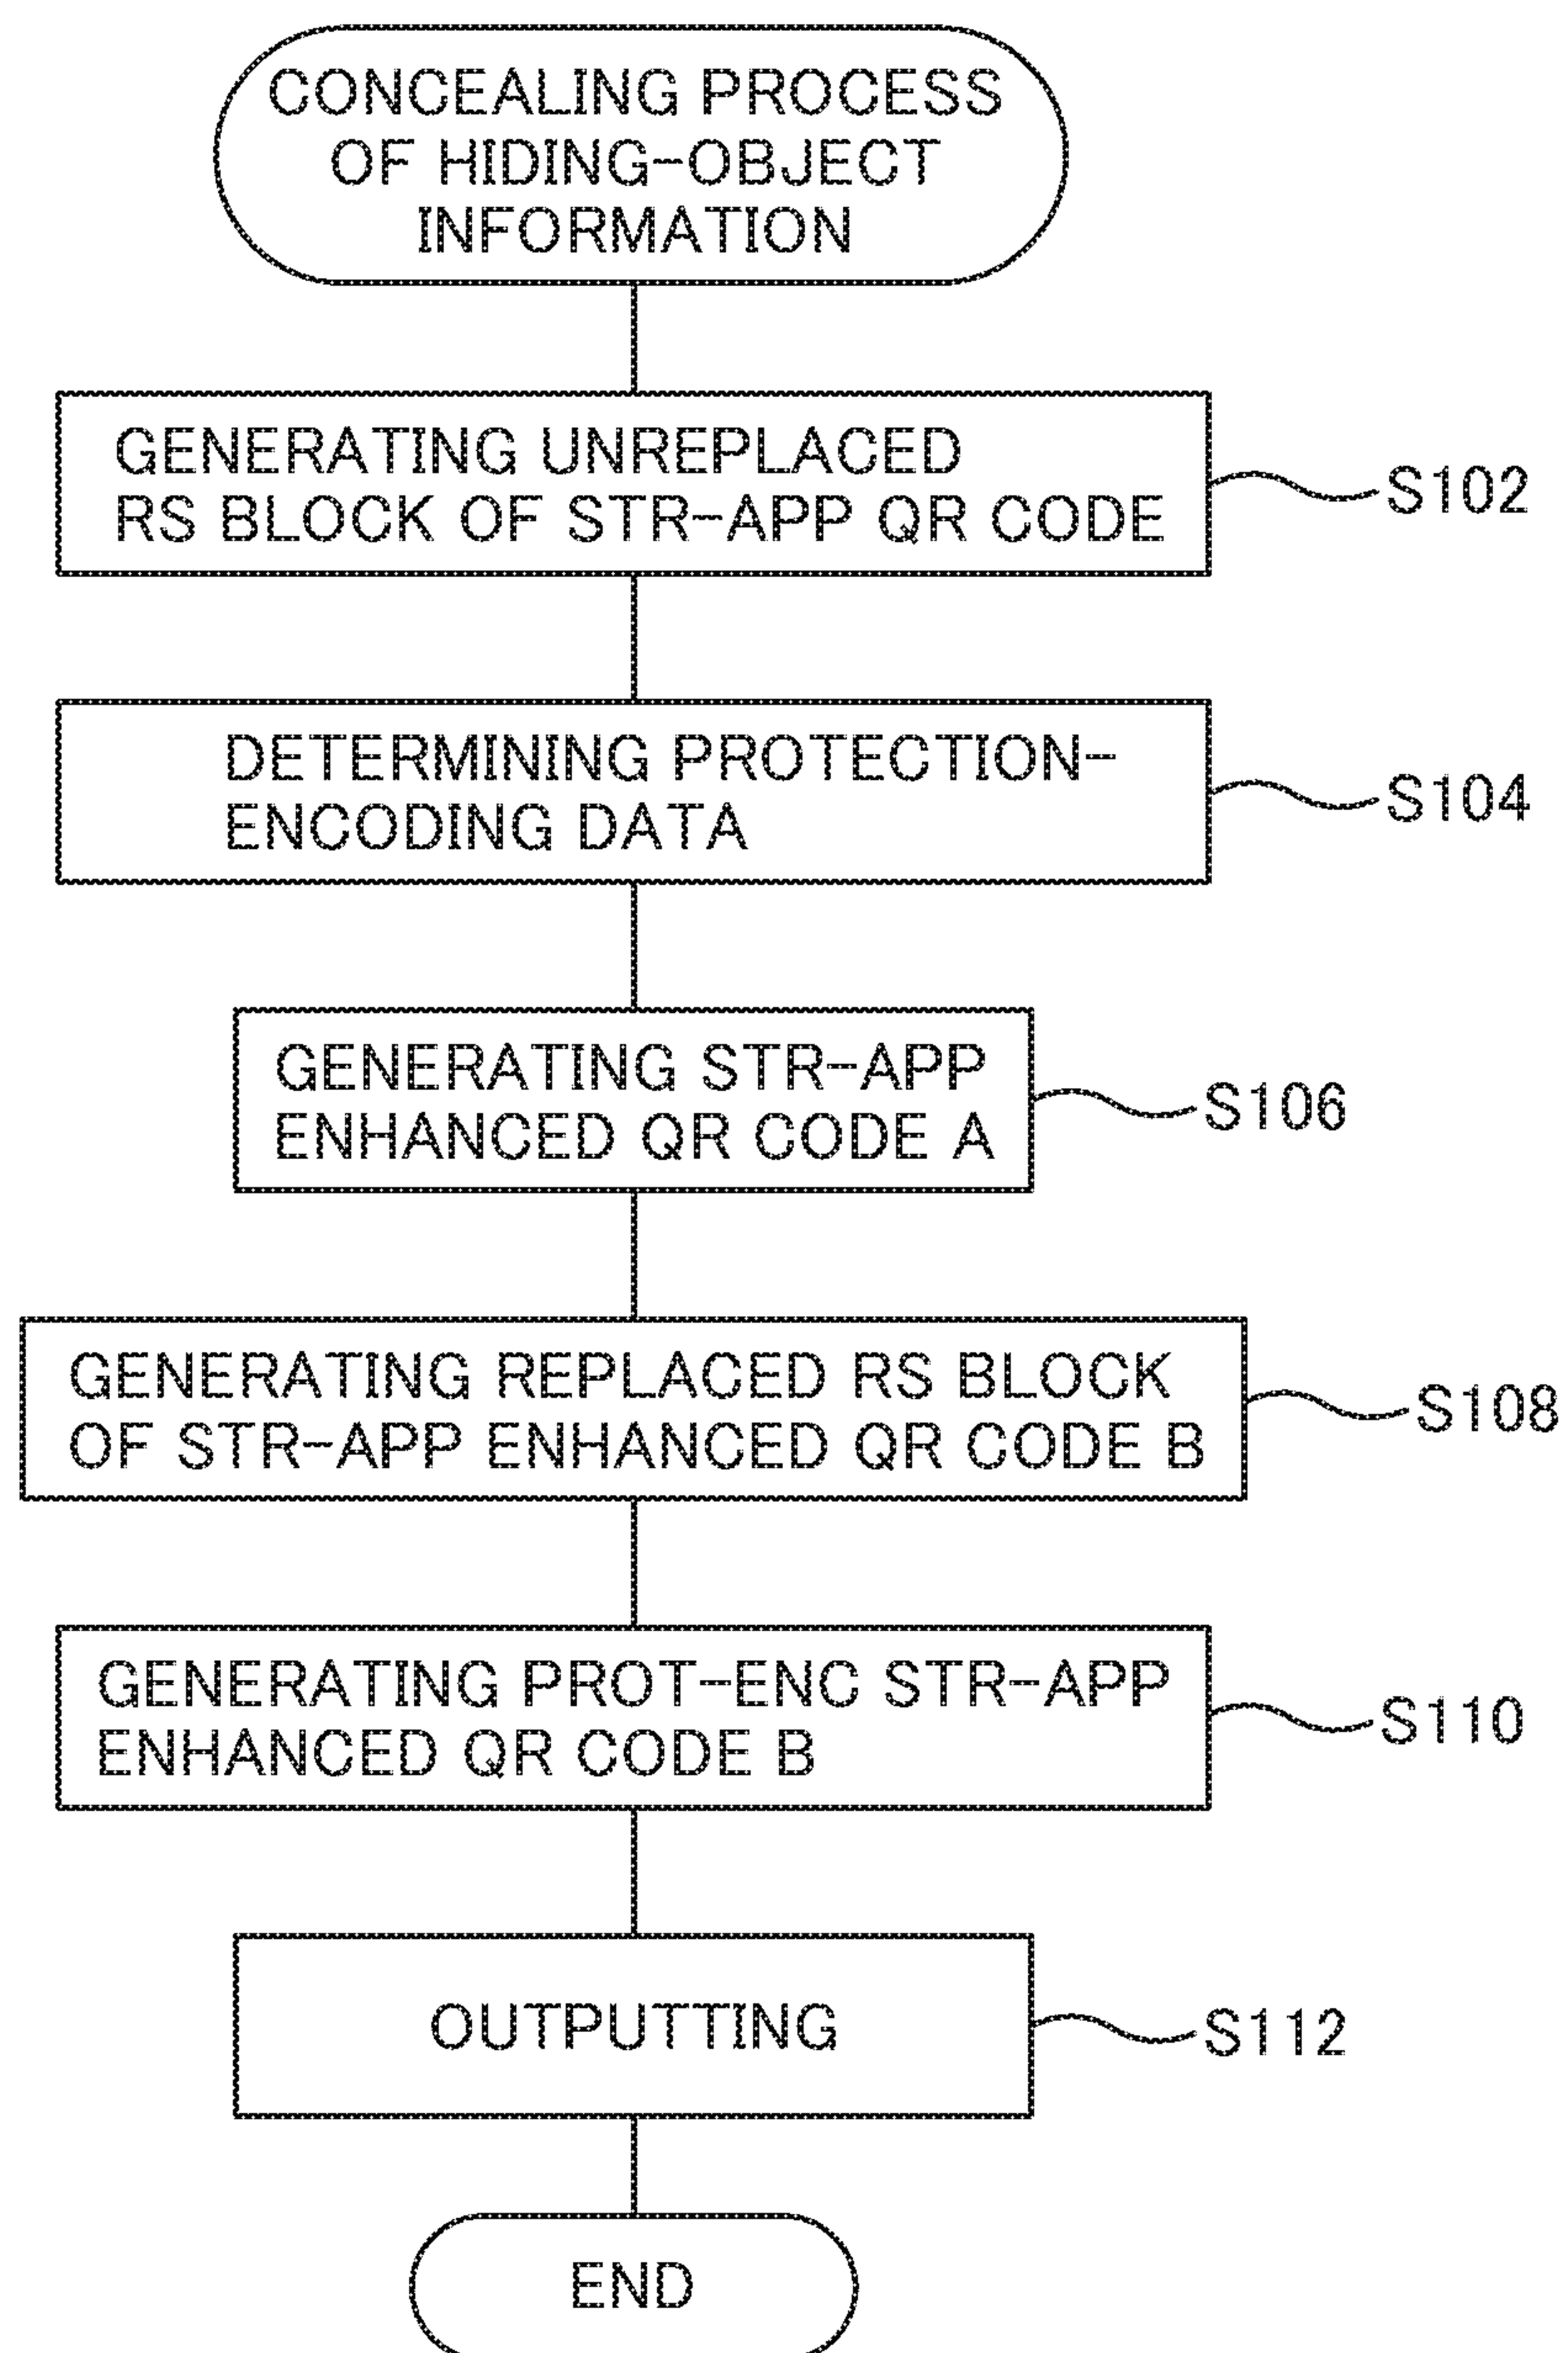 CONCEALING PROCESS
OF HIDING-OBJECT
INFORMATION
GENERATING UNREPLACED
RS BLOCK OF STR-APP QR CODE
S102
DETERMINING PROTECTION-
ENCODING DATA
S104
GENERATING STR-APP
ENHANCED QR CODE A
S106
GENERATING REPLACED RS BLOCK
OF STR-APP ENHANCED QR CODE B
S108
GENERATING PROT-ENC STR-APP
ENHANCED QR CODE B
S110
OUTPUTTING
S112
END